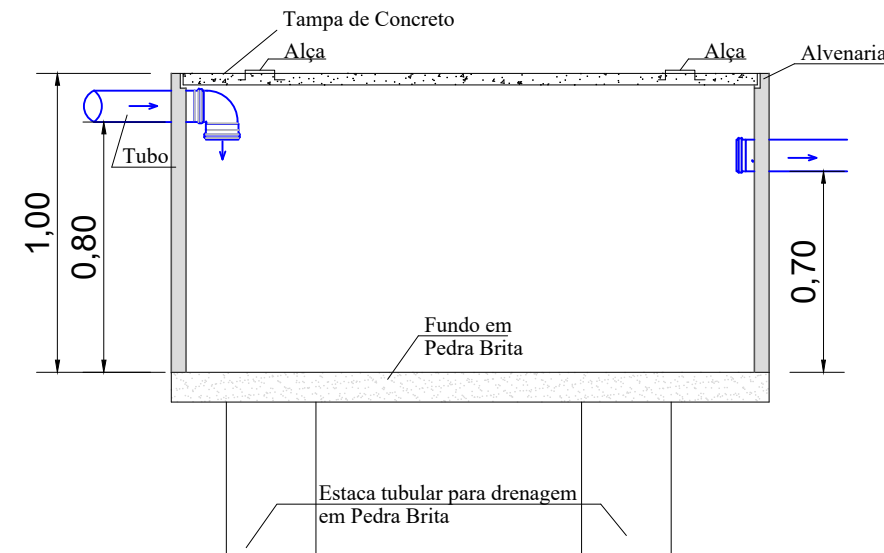 Tampa de Concreto
Alça
Alça
Alvenaria
Tubo
1,00
0,80
0,70
Fundo em
Pedra Brita
Estaca tubular para drenagem
em Pedra Brita